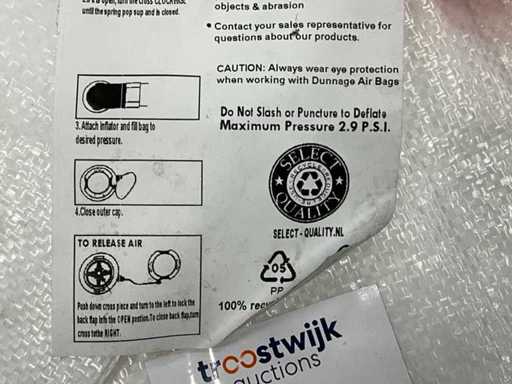 until the spring pop sup and is closed.
3. Attach inflator and fill bag to
desired pressure.
4.Close outer cap.
TO RELEASE AIR
Push down cross piece and turn to the left to lock the
back flap in the OPEN postion. To close back flap, turn
cross to the RIGHT.
objects & abrasion
• Contact your sales representative for
questions about our products.
CAUTION: Always wear eye protection
when working with Dunnage Air Bags
Do Not Slash or Puncture to Deflate
Maximum Pressure 2.9 P.S.I.
SELECT
QUALITY
SELECT-QUALITY.NL
05
PP
100%
troostwijk
auctions